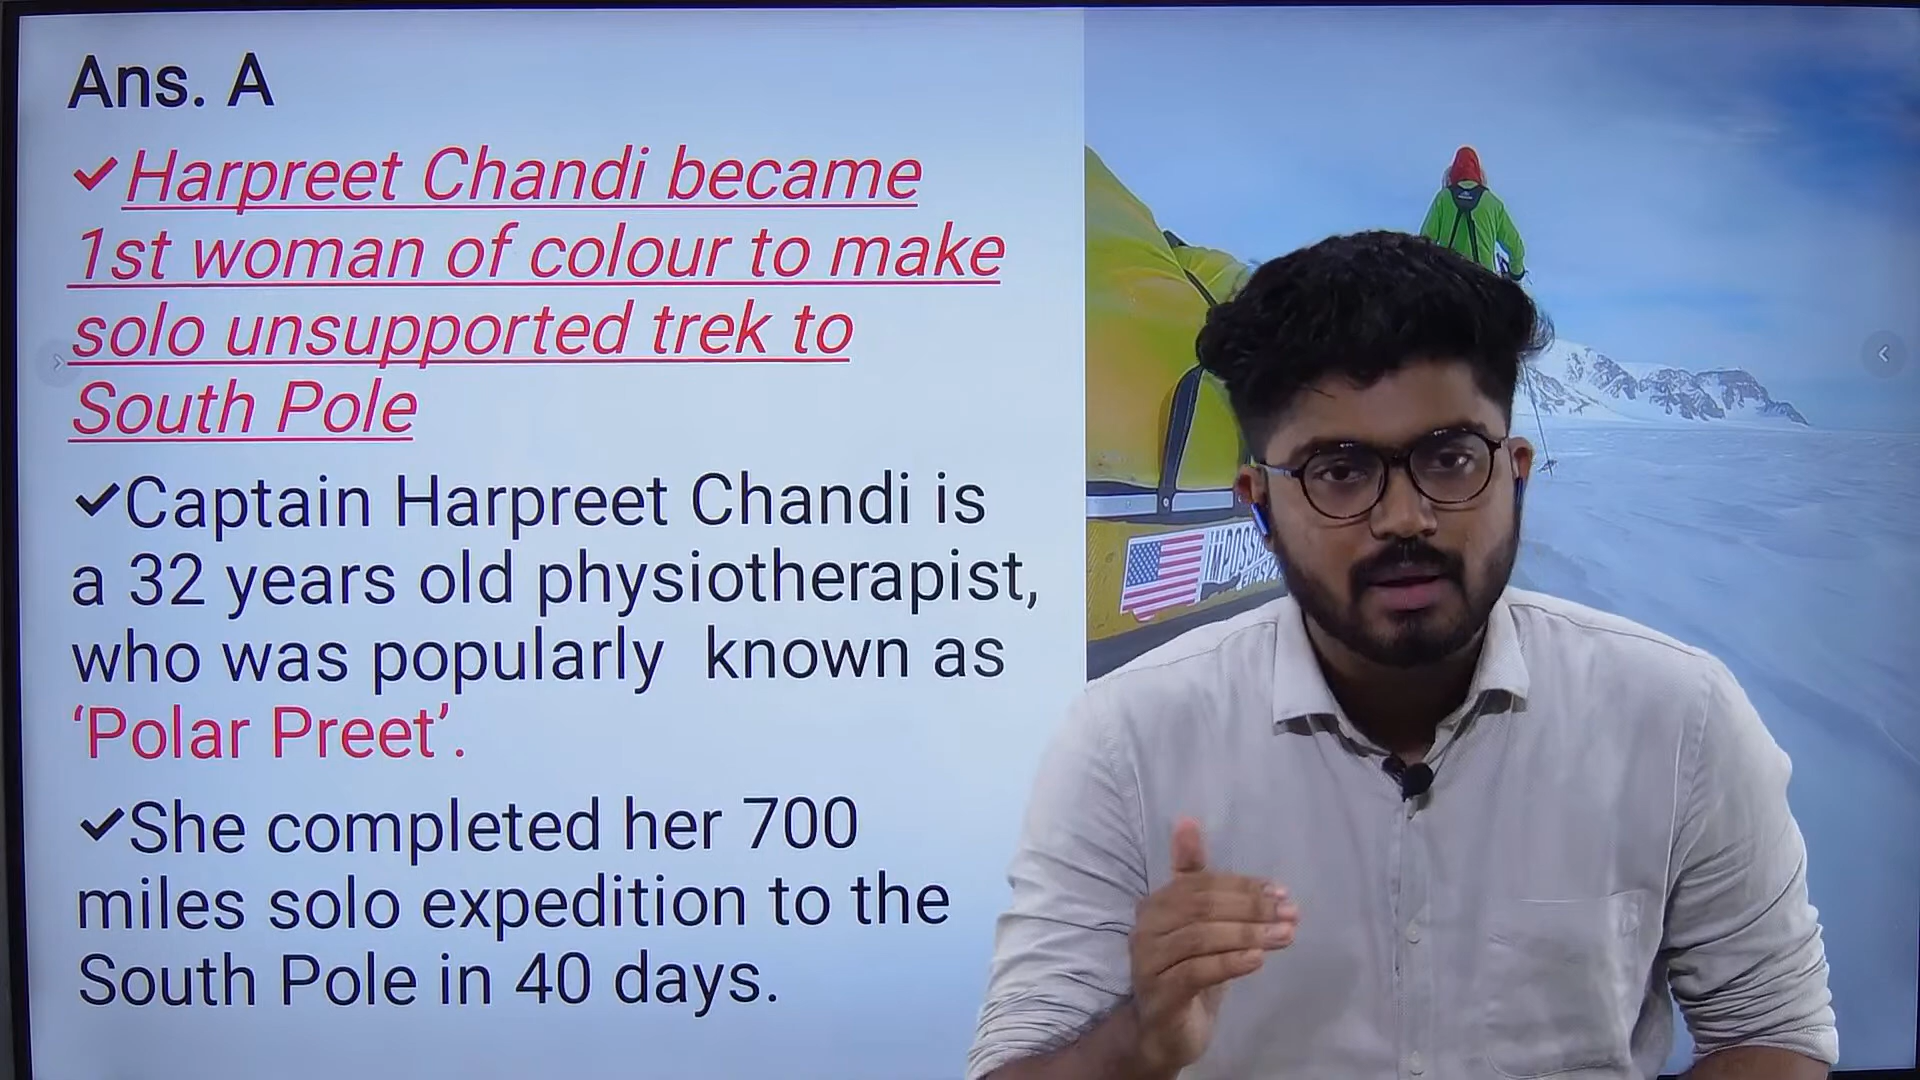 Ans. A
✓Harpreet Chandi became
1st woman of colour to make
solo unsupported trek to
South Pole
✓Captain Harpreet Chandi is
a 32 years old physiotherapist,
who was popularly known as
‘Polar Preet’.
✓She completed her 700
miles solo expedition to the
South Pole in 40 days.